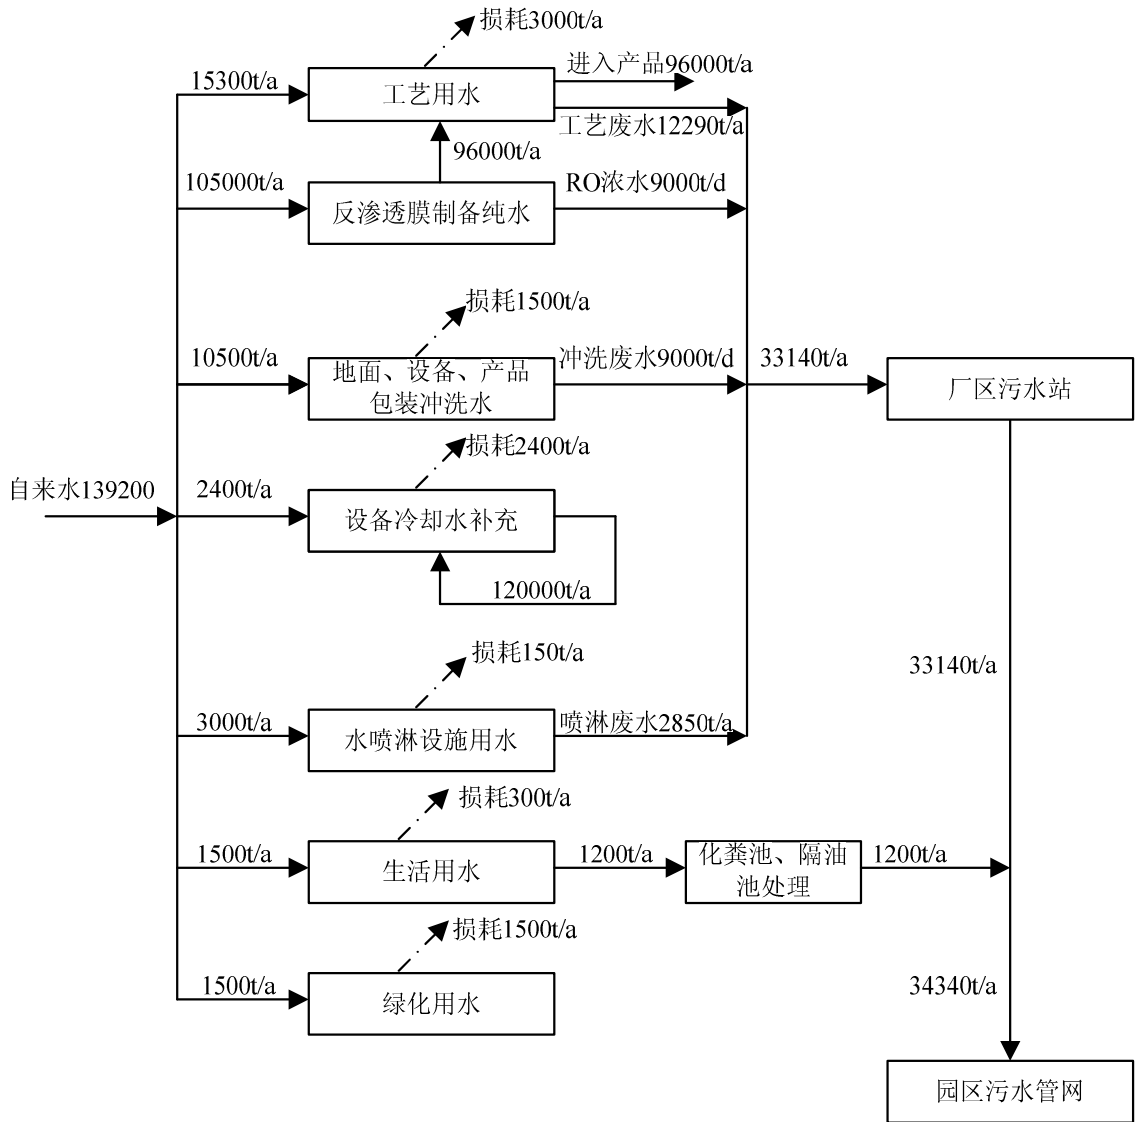 损耗3000t/a
进入产品96000t/a
15300t/a
工艺用水
工艺废水12290t/a
96000t/a
105000t/a
RO浓水9000t/d
反渗透膜制备纯水
损耗1500t/a
10500t/a
地面、设备、产品
包装冲洗水
冲洗废水9000t/d
33140t/a
厂区污水站
损耗2400t/a
自来水139200
2400t/a
设备冷却水补充
120000t/a
损耗150t/a
33140t/a
3000t/a
水喷淋设施用水
喷淋废水2850t/a
损耗300t/a
1500t/a
生活用水
1200t/a
化粪池、隔油
池处理
1200t/a
损耗1500t/a
1500t/a
绿化用水
34340t/a
园区污水管网